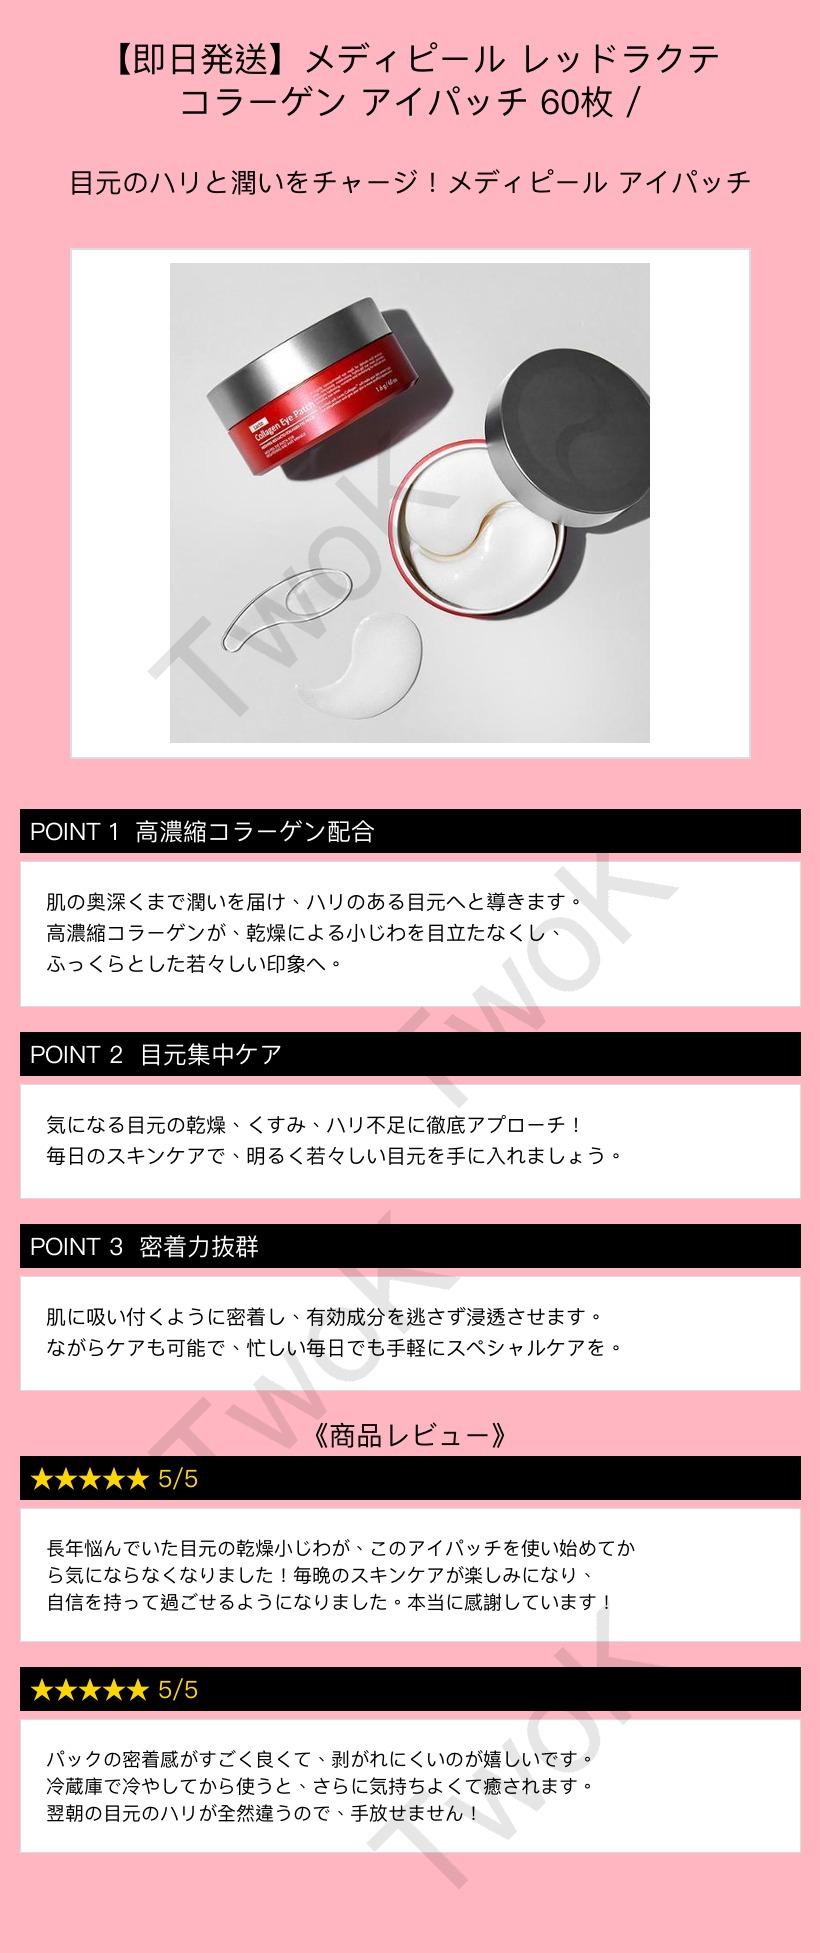 【即日発送】メディピール レッドラクテ
コラーゲン アイパッチ 60枚 /
目元のハリと潤いをチャージ！メディピール アイパッチ
Collagen Eye Patch
1.6 g / 60 ea
TwoK
POINT 1 高濃縮コラーゲン配合
肌の奥深くまで潤いを届け、ハリのある目元へと導きます。
高濃縮コラーゲンが、乾燥による小じわを目立たなくし、
ふっくらとした若々しい印象へ。
TwoK
POINT 2 目元集中ケア
気になる目元の乾燥、くすみ、ハリ不足に徹底アプローチ！
毎日のスキンケアで、明るく若々しい目元を手に入れましょう。
POINT 3 密着力抜群
肌に吸い付くように密着し、有効成分を逃さず浸透させます。
ながらケアも可能で、忙しい毎日でも手軽にスペシャルケアを。
TwoK
《商品レビュー》
★★★★★ 5/5
長年悩んでいた目元の乾燥小じわが、このアイパッチを使い始めてか
ら気にならなくなりました！毎晩のスキンケアが楽しみになり、
自信を持って過ごせるようになりました。本当に感謝しています！
★★★★★ 5/5
パックの密着感がすごく良くて、剥がれにくいのが嬉しいです。
冷蔵庫で冷やしてから使うと、さらに気持ちよくて癒されます。
翌朝の目元のハリが全然違うので、手放せません！
TwoK